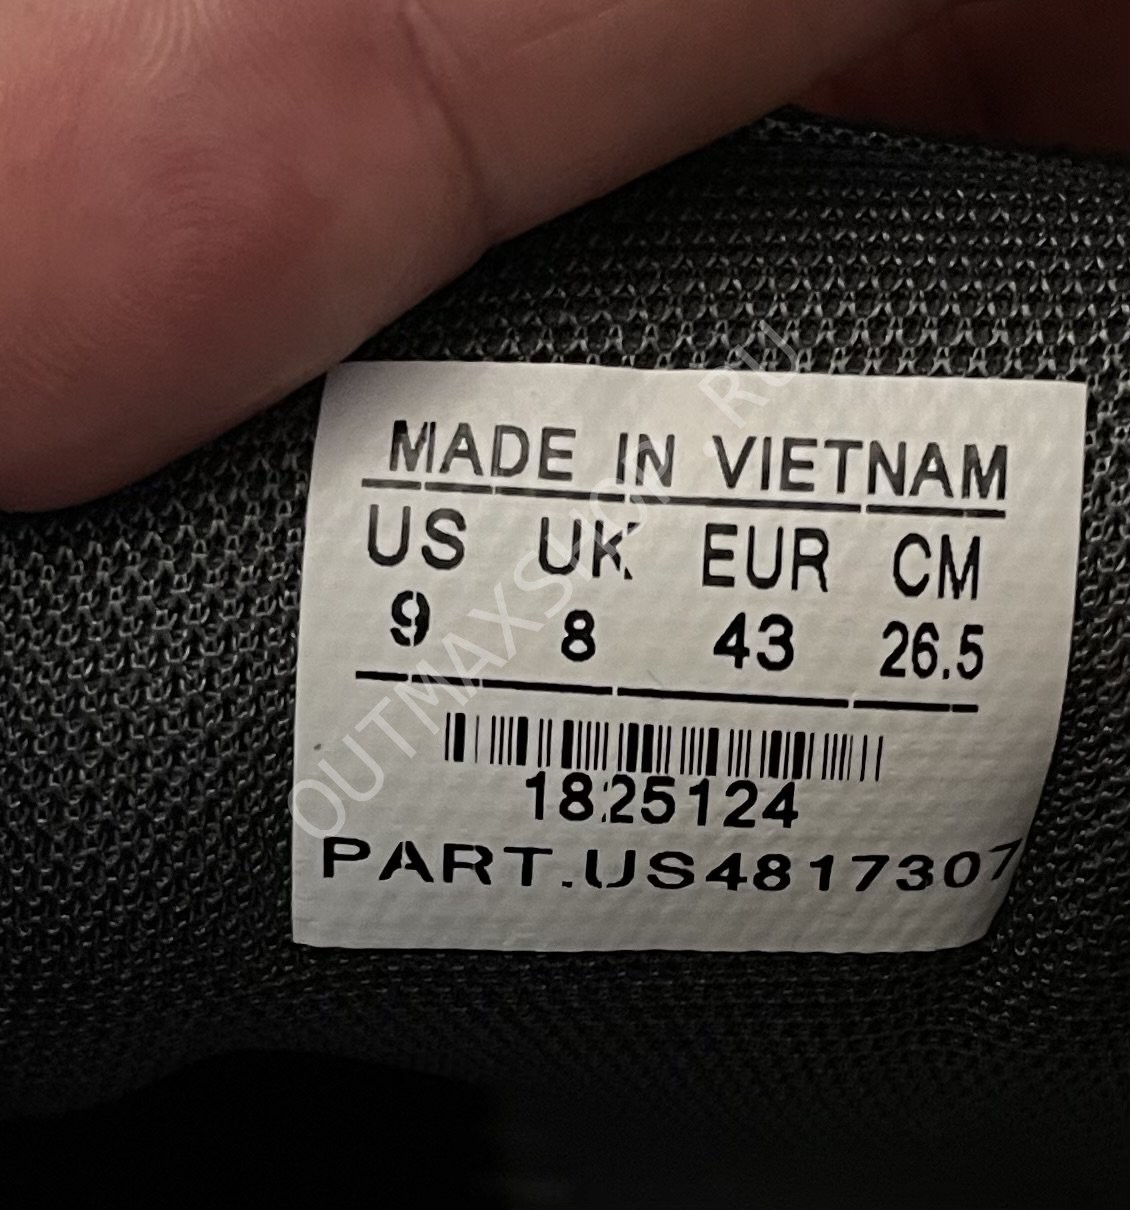 MADE IN VIETNAM
US UK EUR CM
9 8 43 26.5
1825124
PART.US4817307
OUTMAXSHOP.RU